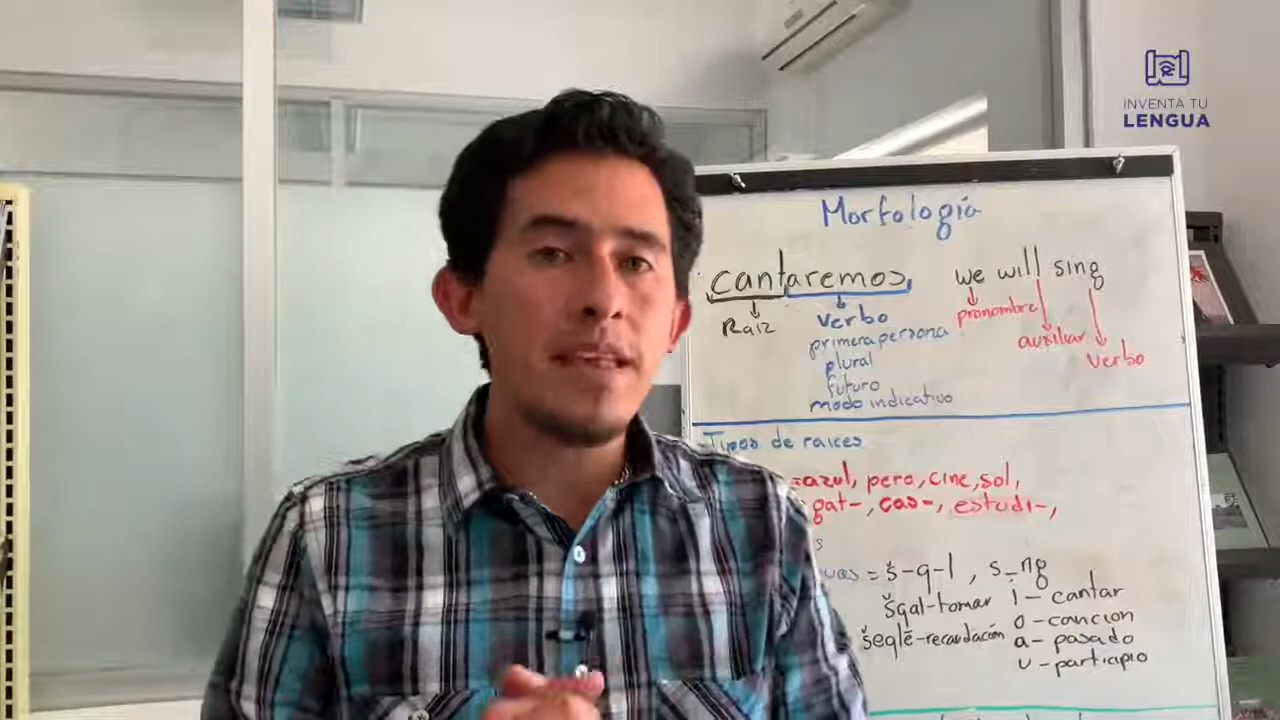 INVENTA TU
LENGUA
Morfología
cantaremos
we will sing
Raíz
verbo
primera persona
plural
futuro
modo indicativo
pronombre
auxiliar
verbo
Tipos de raíces
=azul, pero, cine, sol,
gat-, cas-, estudi-,
s
= š-q-l, s_ng
šqal-tomar
šeqlē-recaudación
i - cantar
o - canción
a - pasado
u - participio